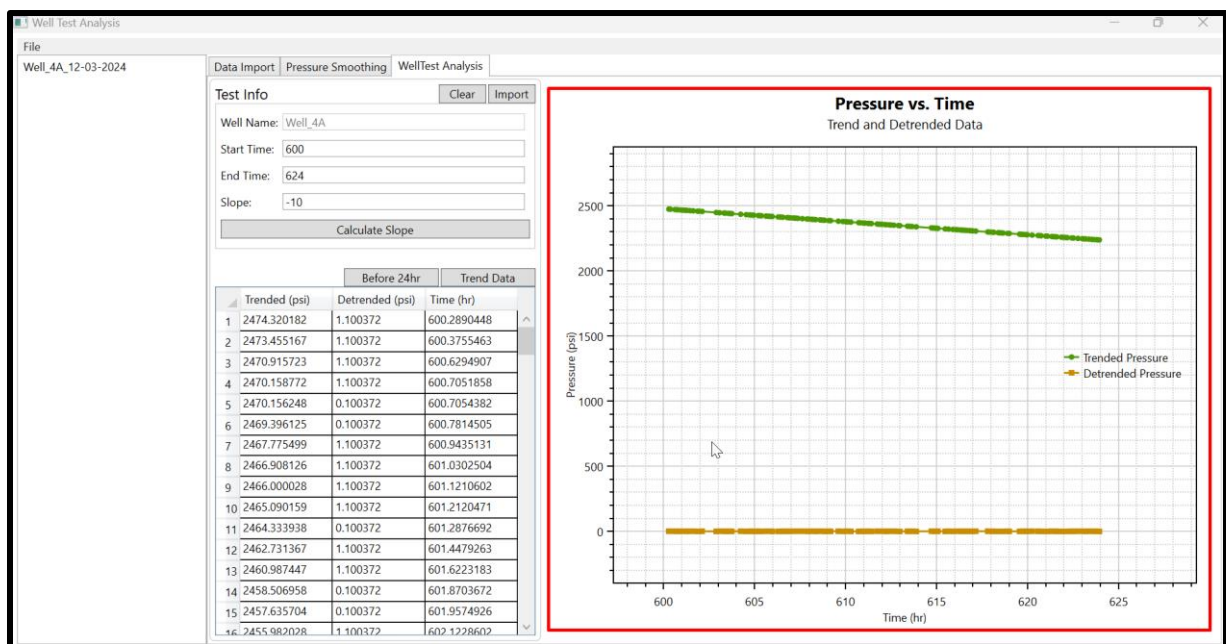 Well Test Analysis
File
Well_4A_12-03-2024
Data Import Pressure Smoothing WellTest Analysis
Test Info Clear Import
Well Name: Well_4A
Start Time: 600
End Time: 624
Slope: -10
Calculate Slope
Before 24hr Trend Data
Trended (psi) Detrended (psi) Time (hr)
1 2474.320182 1.100372 600.2890448
2 2473.455167 1.100372 600.3755463
3 2470.915723 1.100372 600.6294907
4 2470.158772 1.100372 600.7051858
5 2470.156248 0.100372 600.7054382
6 2469.396125 0.100372 600.7814505
7 2467.775499 1.100372 600.9435131
8 2466.908126 1.100372 601.0302504
9 2466.000028 1.100372 601.1210602
10 2465.090159 1.100372 601.2120471
11 2464.333938 0.100372 601.2876692
12 2462.731367 1.100372 601.4479263
13 2460.987447 1.100372 601.6223183
14 2458.506958 0.100372 601.8703672
15 2457.635704 0.100372 601.9574926
16 2455.982028 1.100372 602.1228602
Pressure vs. Time
Trend and Detrended Data
Pressure (psi)
2500
2000
1500
1000
500
0
Trended Pressure
Detrended Pressure
600 605 610 615 620 625
Time (hr)